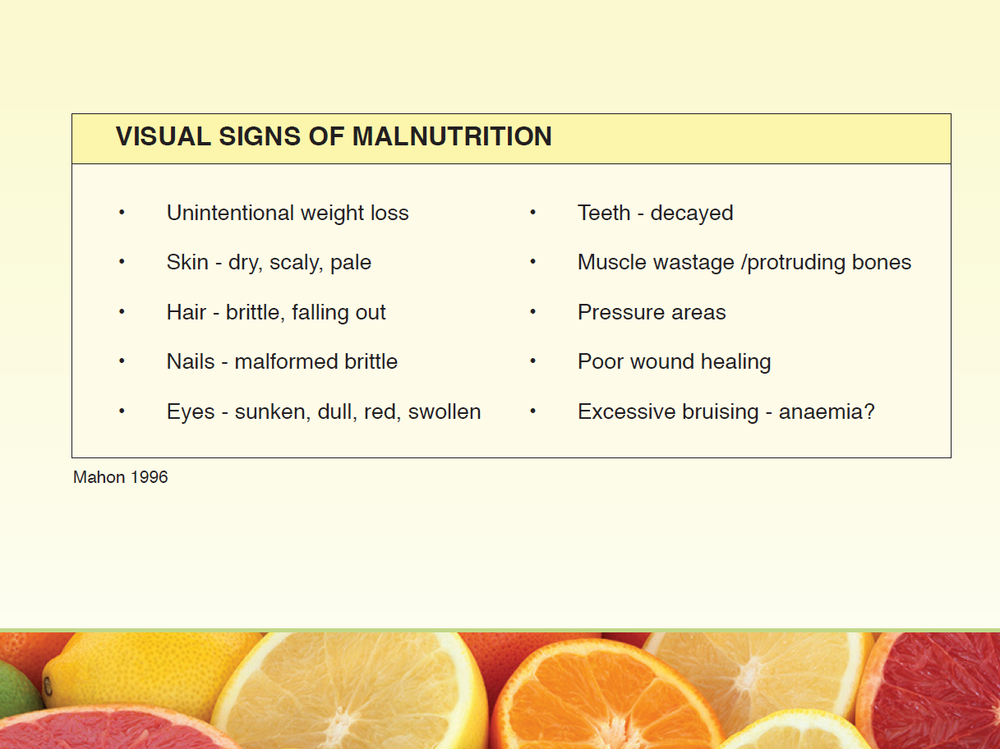 VISUAL SIGNS OF MALNUTRITION
• Unintentional weight loss
• Skin - dry, scaly, pale
• Hair - brittle, falling out
• Nails - malformed brittle
• Eyes - sunken, dull, red, swollen
• Teeth - decayed
• Muscle wastage /protruding bones
• Pressure areas
• Poor wound healing
• Excessive bruising - anaemia?
Mahon 1996